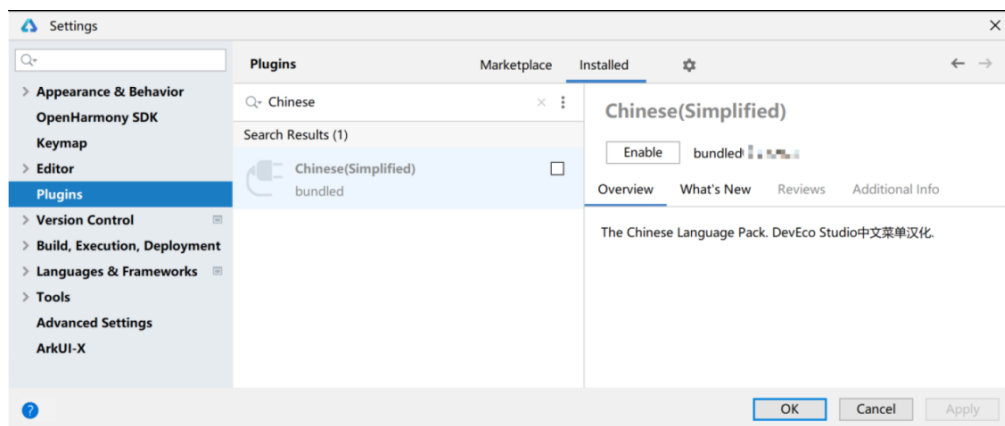 Settings
Appearance & Behavior
OpenHarmony SDK
Keymap
Editor
Plugins
Version Control
Build, Execution, Deployment
Languages & Frameworks
Tools
Advanced Settings
ArkUI-X
Plugins
Marketplace
Installed
Chinese
Search Results (1)
Chinese(Simplified)
bundled
Chinese(Simplified)
Enable
bundled
Overview
What's New
Reviews
Additional Info
The Chinese Language Pack. DevEco Studio中文菜单汉化.
?
OK
Cancel
Apply